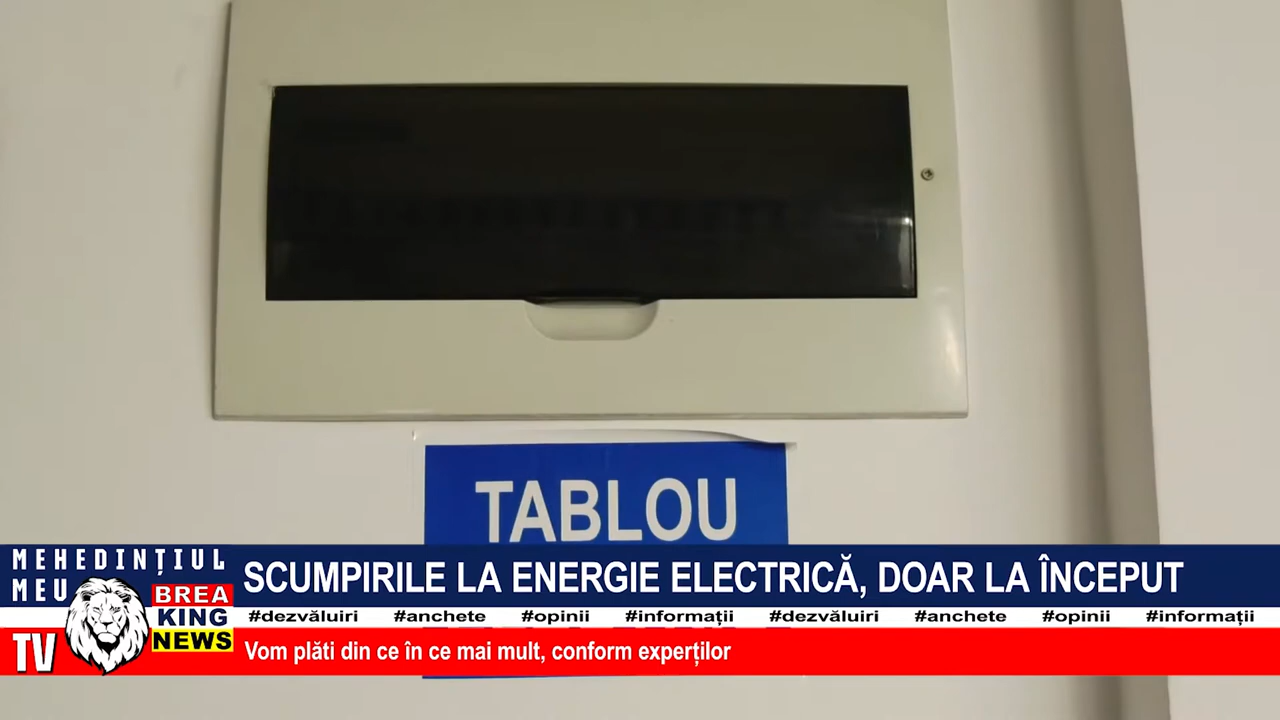 TABLOU
MEHEDINȚIUL
MEU
TV
BREA
KING
NEWS
SCUMPIRILE LA ENERGIE ELECTRICĂ, DOAR LA ÎNCEPUT
#dezvăluiri #anchete #opinii #informații #dezvăluiri #anchete #opinii #informații
Vom plăti din ce în ce mai mult, conform experților